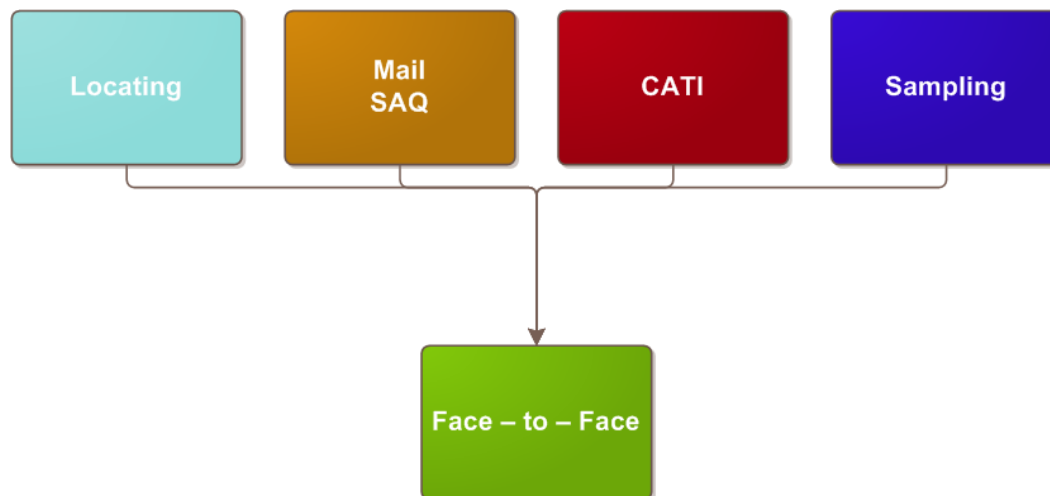 Locating
Mail
SAQ
CATI
Sampling
Face – to – Face